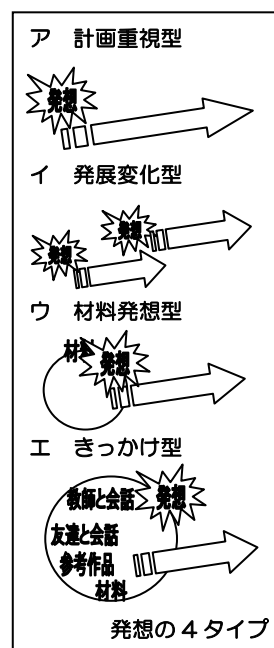 ア　計画重視型
発想
イ　発展変化型
発想
発想
ウ　材料発想型
材料
発想
エ　きっかけ型
教師と会話
発想
友達と会話
参考作品
材料
発想の4タイプ